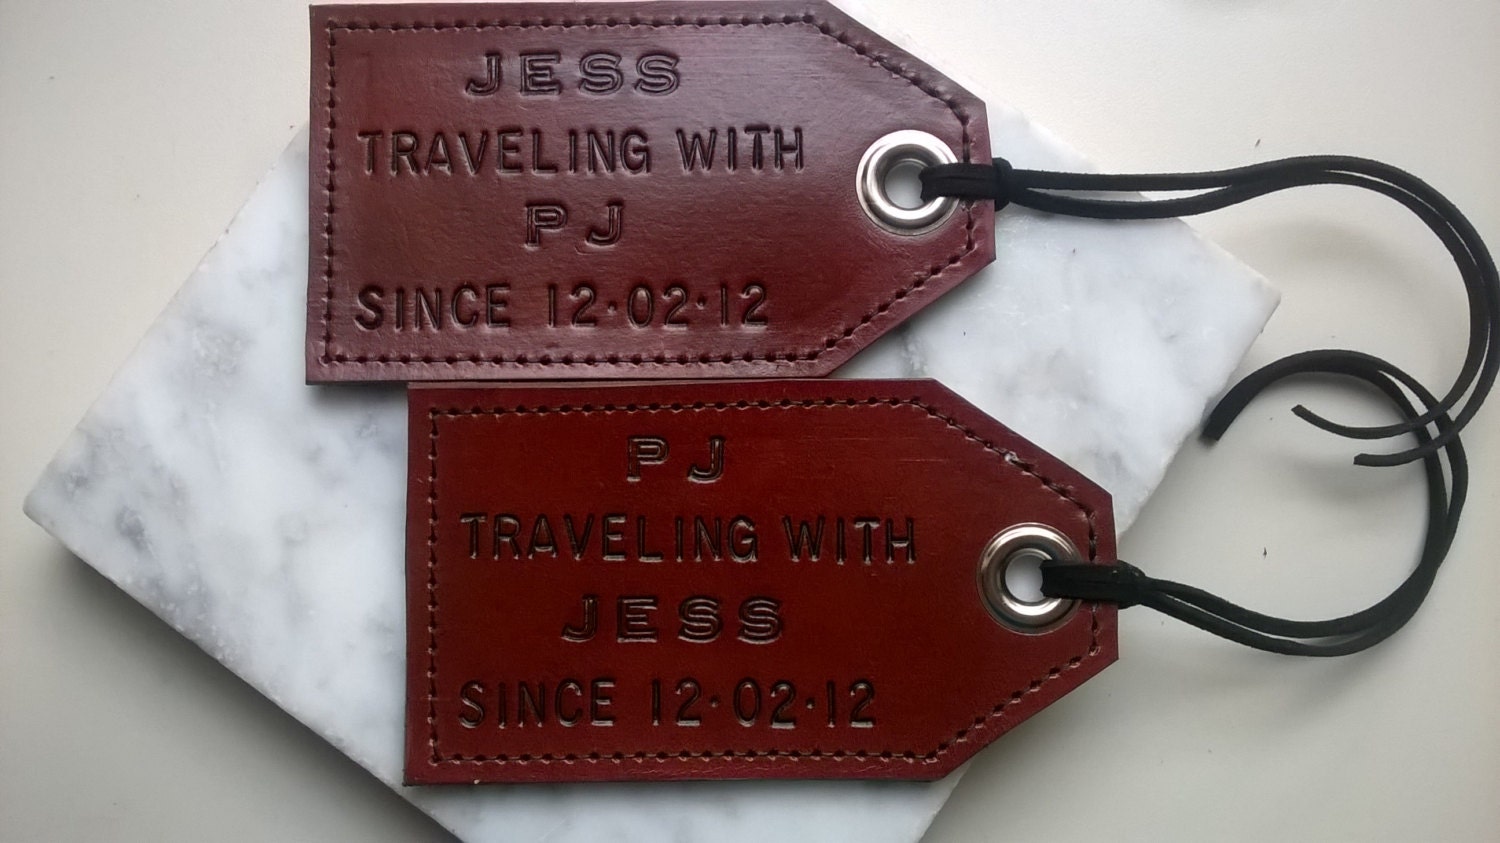 JESS
TRAVELING WITH
PJ
SINCE 12·02·12
PJ
TRAVELING WITH
JESS
SINCE 12·02·12